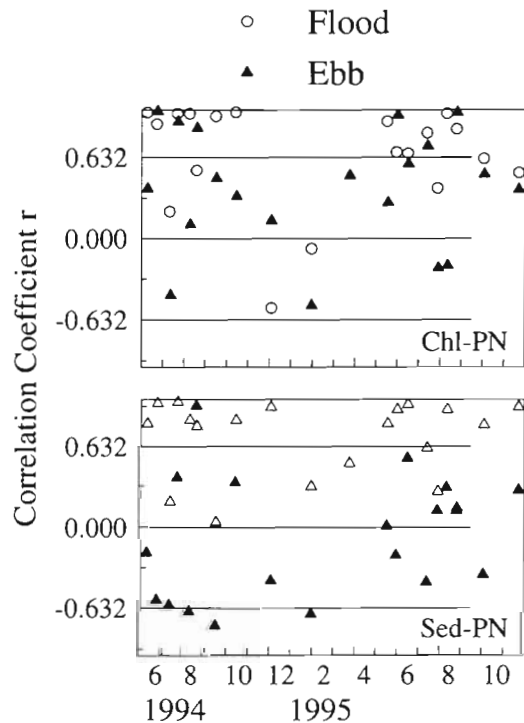 Flood
Ebb
Correlation Coefficient r
0.632
0.000
-0.632
Chl-PN
0.632
0.000
-0.632
Sed-PN
6 8 10 12 2 4 6 8 10
1994 1995